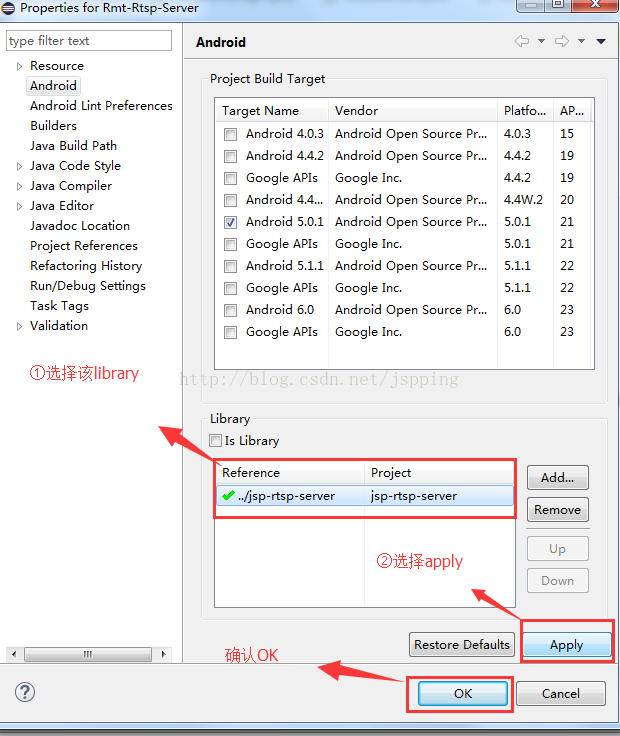 Properties for Rmt-Rtsp-Server
type filter text
Resource
Android
Android Lint Preferences
Builders
Java Build Path
Java Code Style
Java Compiler
Java Editor
Javadoc Location
Project References
Refactoring History
Run/Debug Settings
Task Tags
Validation
①选择该library
Android
Project Build Target
Target Name Vendor Platfo... AP...
Android 4.0.3 Android Open Source Pr... 4.0.3 15
Android 4.4.2 Android Open Source Pr... 4.4.2 19
Google APIs Google Inc. 4.4.2 19
Android 4.4... Android Open Source Pr... 4.4W.2 20
Android 5.0.1 Android Open Source Pr... 5.0.1 21
Google APIs Google Inc. 5.0.1 21
Android 5.1.1 Android Open Source Pr... 5.1.1 22
Google APIs Google Inc. 5.1.1 22
Android 6.0 Android Open Source Pr... 6.0 23
Google APIs Google Inc. 6.0 23
http://blog.csdn.net/jspping
Library
Is Library
Reference Project
../jsp-rtsp-server jsp-rtsp-server
Add...
Remove
Up
Down
②选择apply
Restore Defaults Apply
确认OK
? OK Cancel